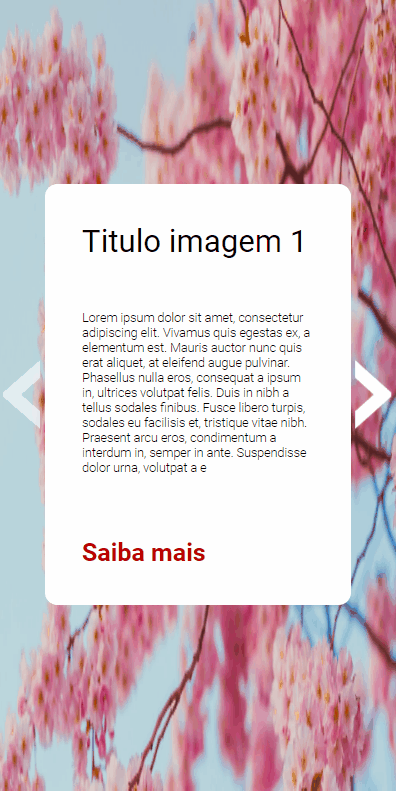 Titulo imagem 1
Lorem ipsum dolor sit amet, consectetur
adipiscing elit. Vivamus quis egestas ex, a
elementum est. Mauris auctor nunc quis
erat aliquet, at eleifend augue pulvinar.
Phasellus nulla eros, consequat a ipsum
in, ultrices volutpat felis. Duis in nibh a
tellus sodales finibus. Fusce libero turpis,
sodales eu facilisis et, tristique vitae nibh.
Praesent arcu eros, condimentum a
interdum in, semper in ante. Suspendisse
dolor urna, volutpat a e
Saiba mais